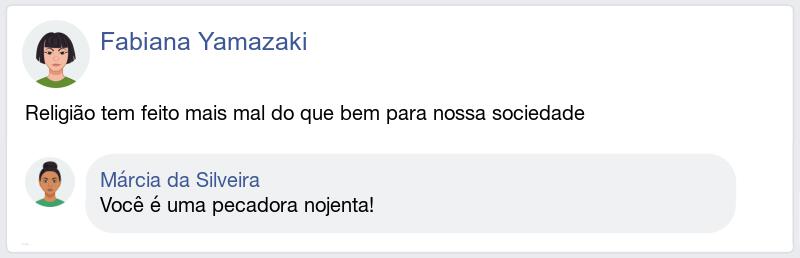 Fabiana Yamazaki
Religião tem feito mais mal do que bem para nossa sociedade
Márcia da Silveira
Você é uma pecadora nojenta!